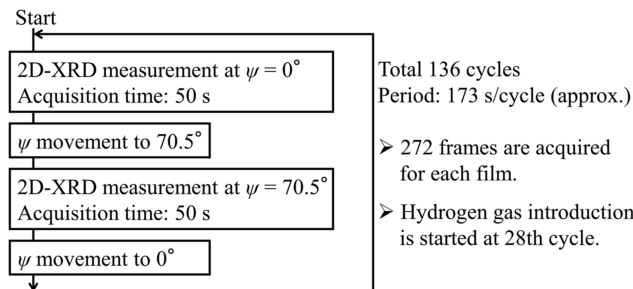 Start
2D-XRD measurement at ψ = 0°
Acquisition time: 50 s
ψ movement to 70.5°
2D-XRD measurement at ψ = 70.5°
Acquisition time: 50 s
ψ movement to 0°
Total 136 cycles
Period: 173 s/cycle (approx.)
➢ 272 frames are acquired
for each film.
➢ Hydrogen gas introduction
is started at 28th cycle.